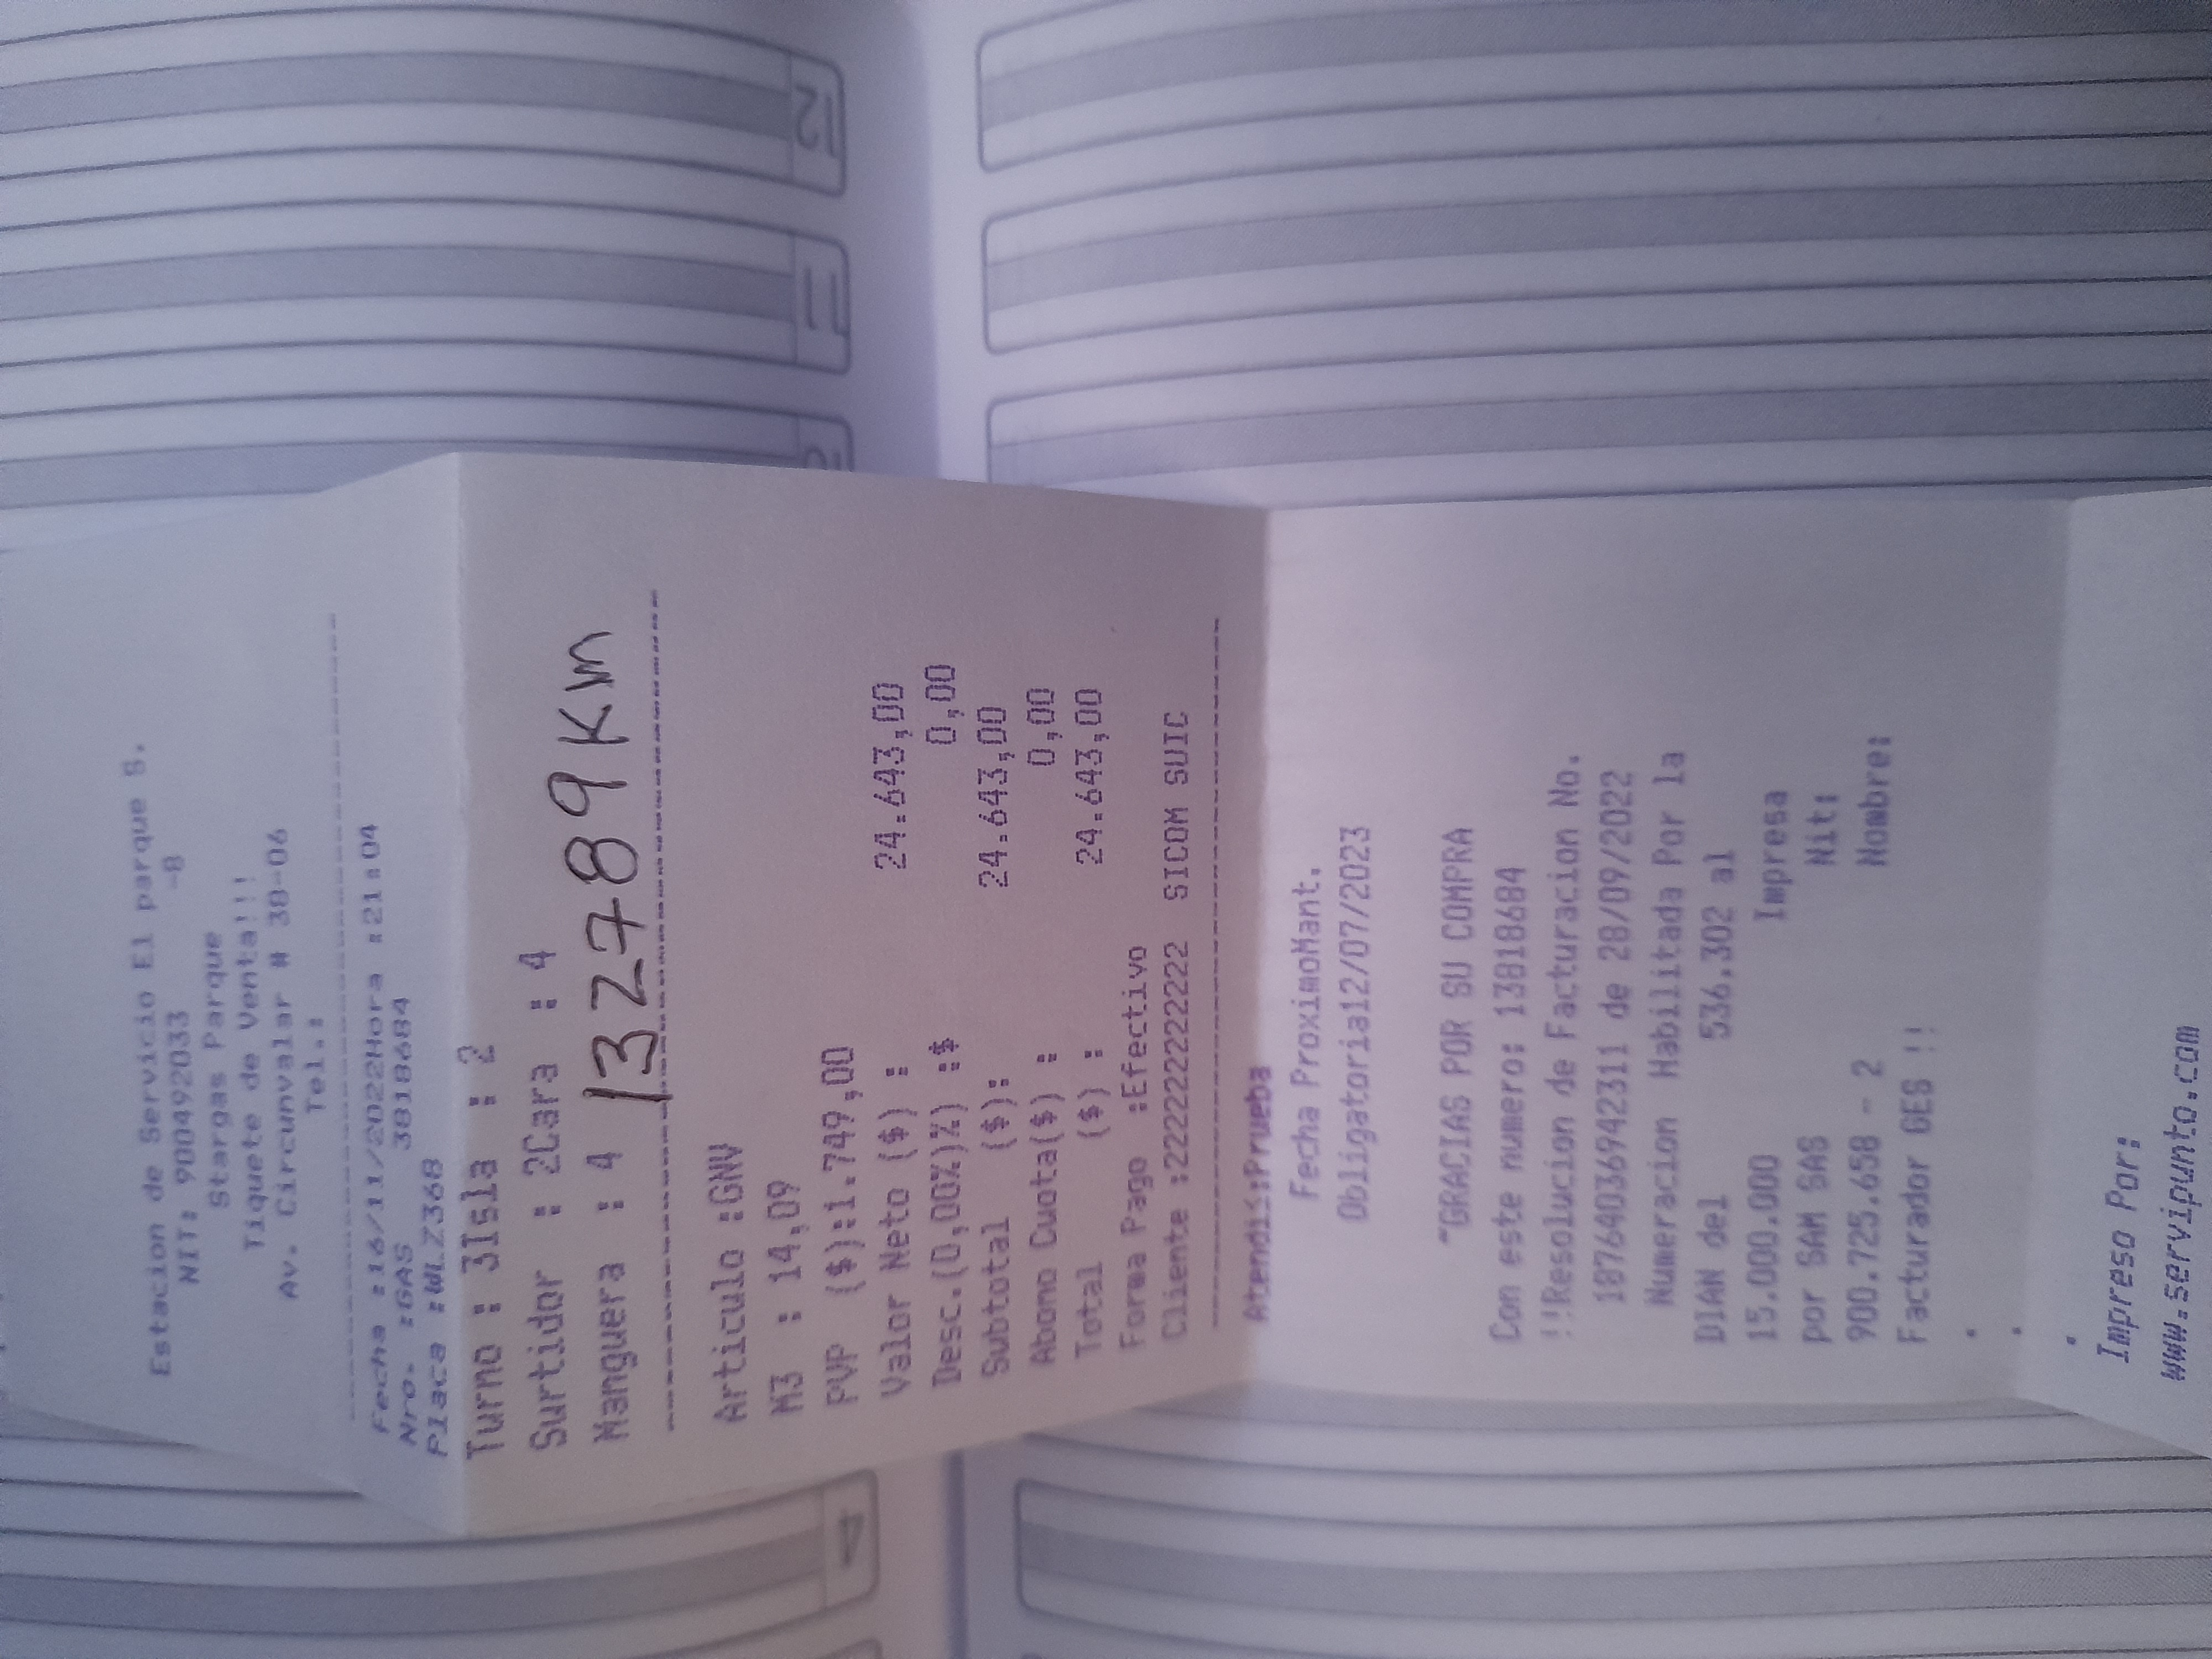 Estacion de Servicio El parque S.
NIT: 900492033 -8
Stargas Parque
Tiquete de Venta!!!
Av. Circunvalar # 38-06
Tel.:
Fecha :16/11/2022Hora :21:04
Nro. :GAS 3818684
Placa :WLZ368
Turno : 3Isla : 2
Surtidor : 2Cara : 4
Manguera : 4
132789 Km
Articulo :GNV
M3 : 14,09
PVP ($):1.749,00
Valor Neto ($) : 24.643,00
Desc.(0,00%)%) :$ 0,00
Subtotal ($): 24.643,00
Abono Cuota($) : 0,00
Total ($) : 24.643,00
Forma Pago :Efectivo
Cliente :222222222222 SICOM SUIC
Atendis:Prueba
Fecha ProximoMant.
Obligatoria12/07/2023
"GRACIAS POR SU COMPRA
Con este numero: 13818684
!!Resolucion de Facturacion No.
18764036942311 de 28/09/2022
Numeracion Habilitada Por la
DIAN del 536.302 al
15.000.000 Impresa
por SAM SAS Nit:
900.725.658 - 2 Nombre:
Facturador GES !!
.
.
.
Impreso Por:
www.servipunto.com
12
11
4